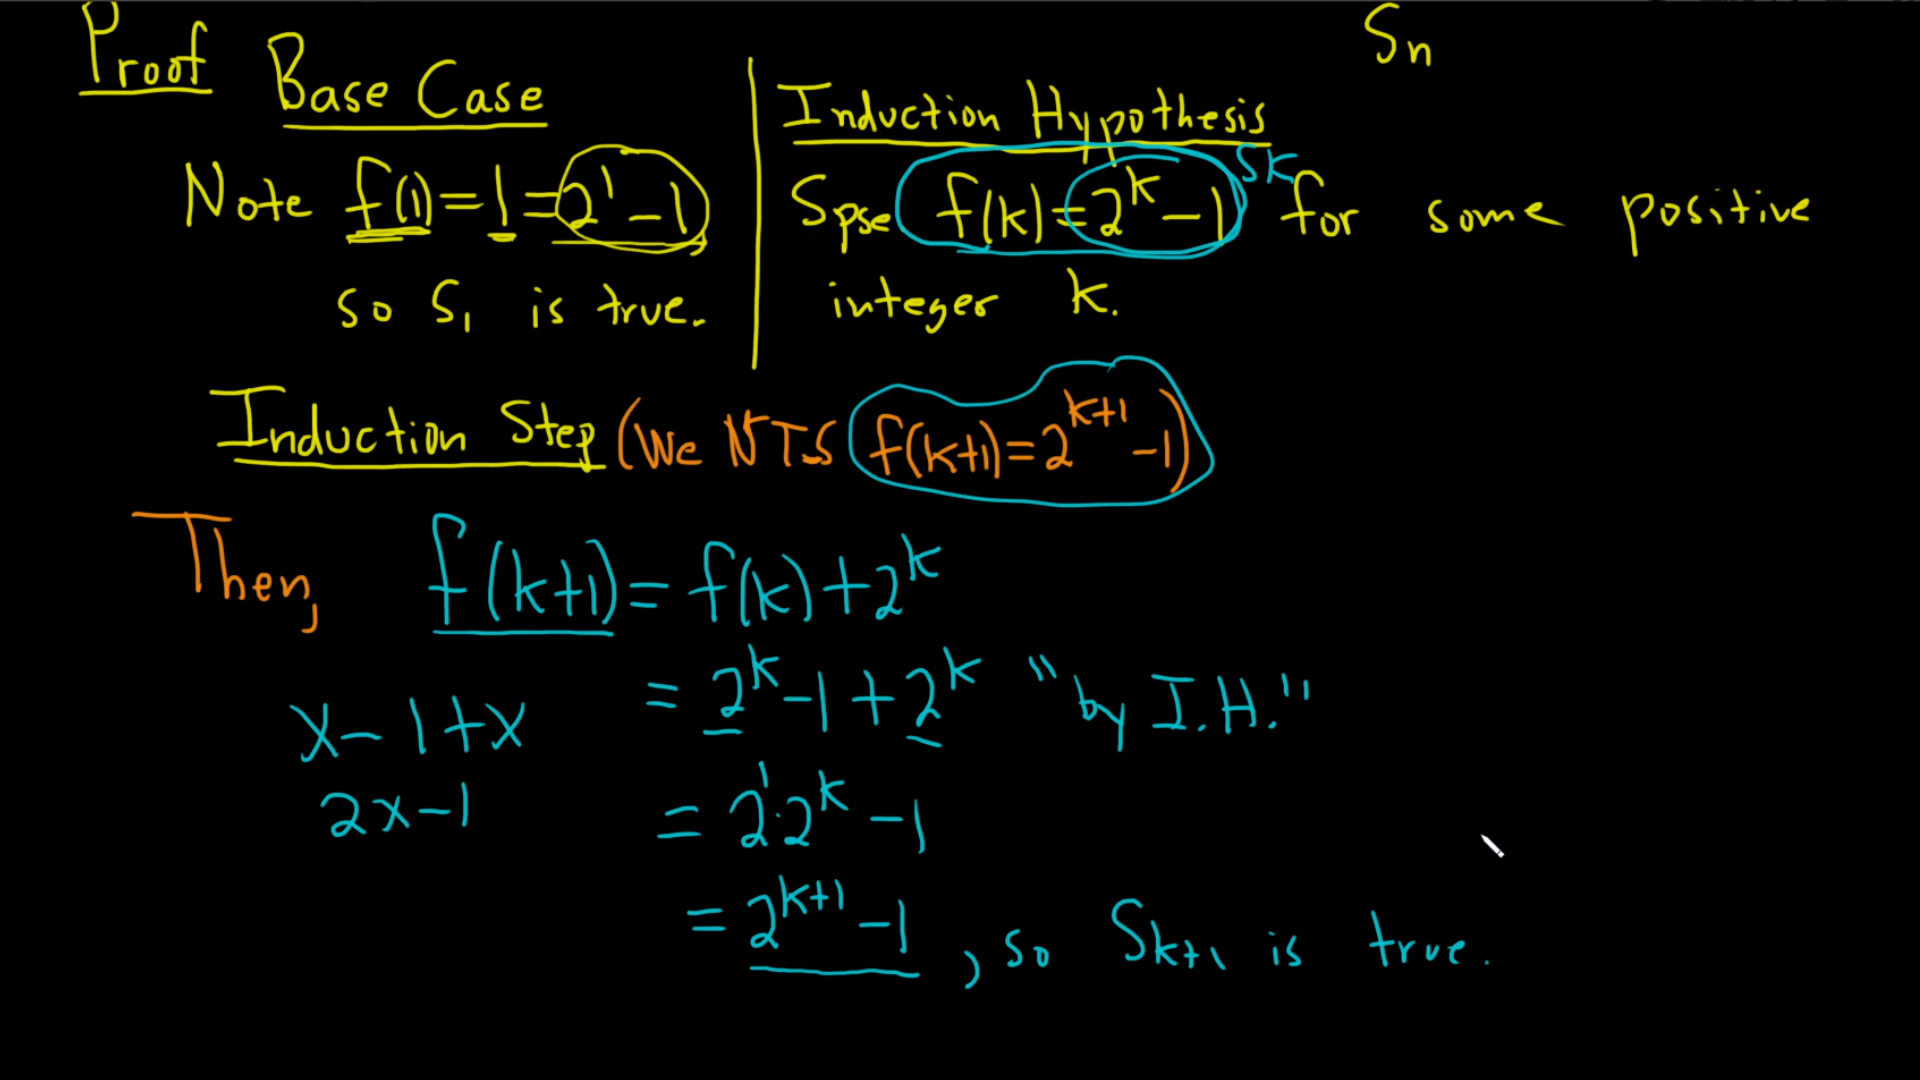 Proof Base Case
Note f(1)=1=2¹-1
so S₁ is true.
Sₙ
Induction Hypothesis
Spse f(k)=2ᵏ-1 Sₖ for some positive
integer k.
Induction Step (We NTS f(k+1)=2ᵏ⁺¹-1)
Then, f(k+1)=f(k)+2ᵏ
=2ᵏ-1+2ᵏ "by I.H."
=2¹·2ᵏ-1
=2ᵏ⁺¹-1, so Sₖ₊₁ is true.
x-1+x
2x-1